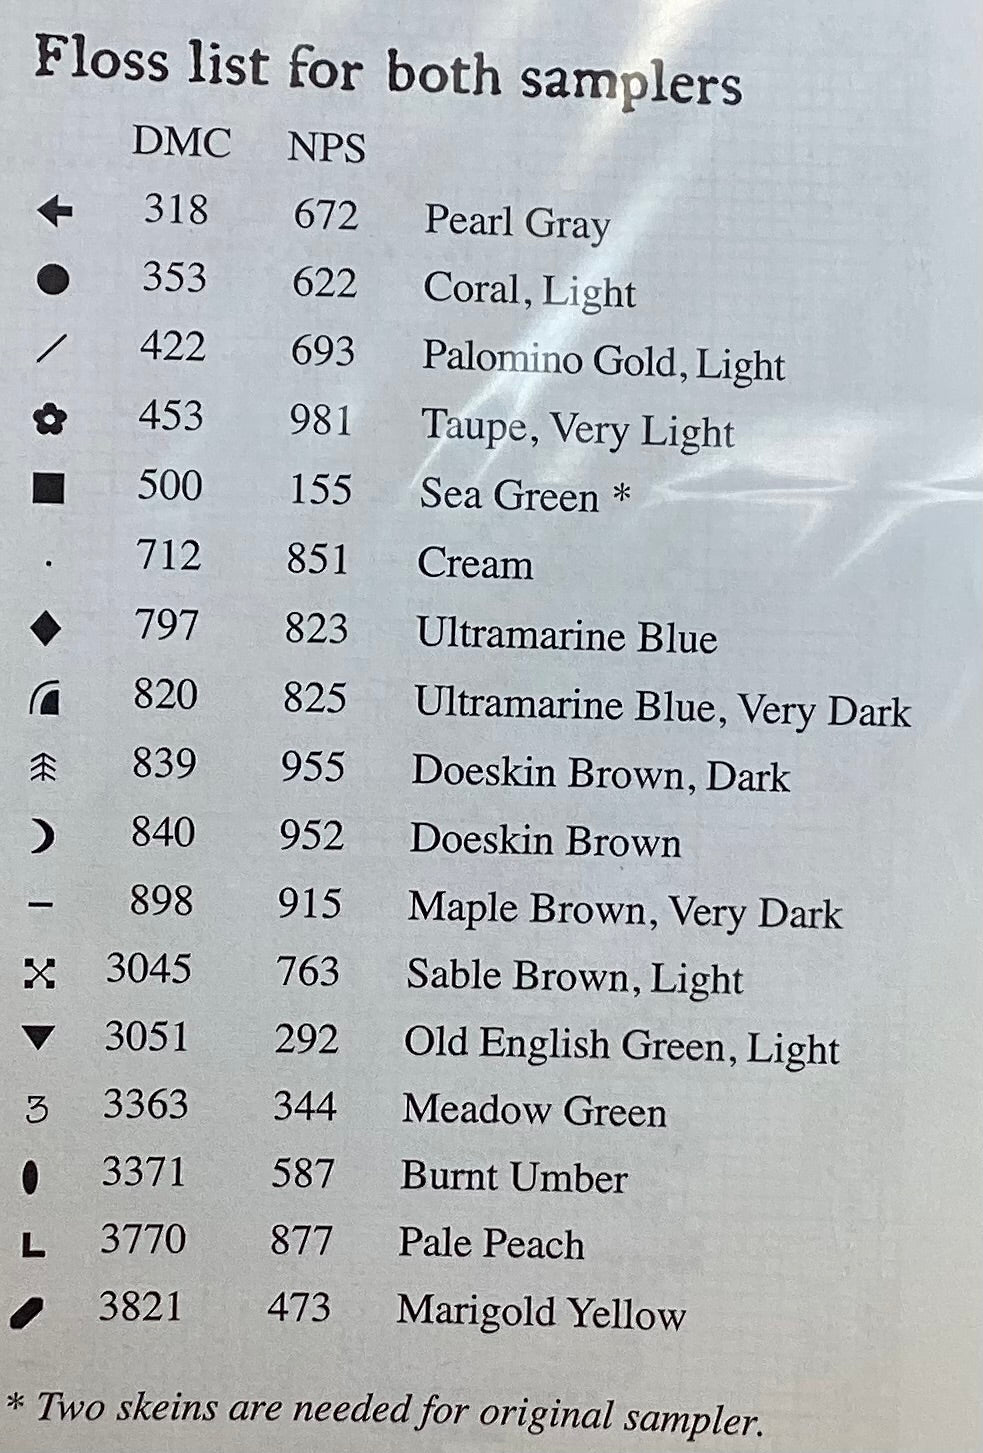 Floss list for both samplers
DMC NPS
318 672 Pearl Gray
353 622 Coral, Light
422 693 Palomino Gold, Light
453 981 Taupe, Very Light
500 155 Sea Green *
712 851 Cream
797 823 Ultramarine Blue
820 825 Ultramarine Blue, Very Dark
839 955 Doeskin Brown, Dark
840 952 Doeskin Brown
898 915 Maple Brown, Very Dark
3045 763 Sable Brown, Light
3051 292 Old English Green, Light
3 3363 344 Meadow Green
3371 587 Burnt Umber
L 3770 877 Pale Peach
3821 473 Marigold Yellow
* Two skeins are needed for original sampler.